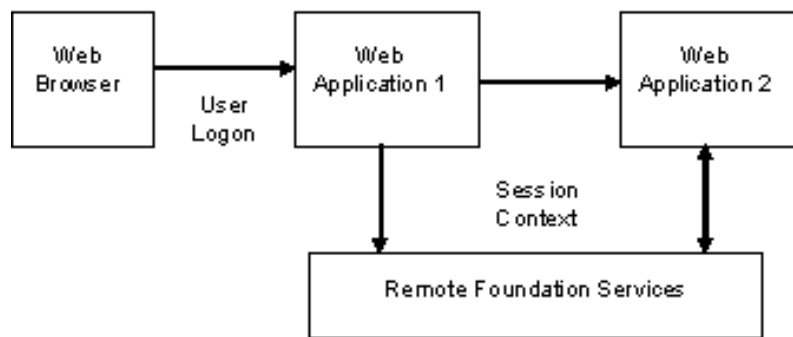 Web
Browser
User
Logon
Web
Application 1
Web
Application 2
Session
Context
Remote Foundation Services